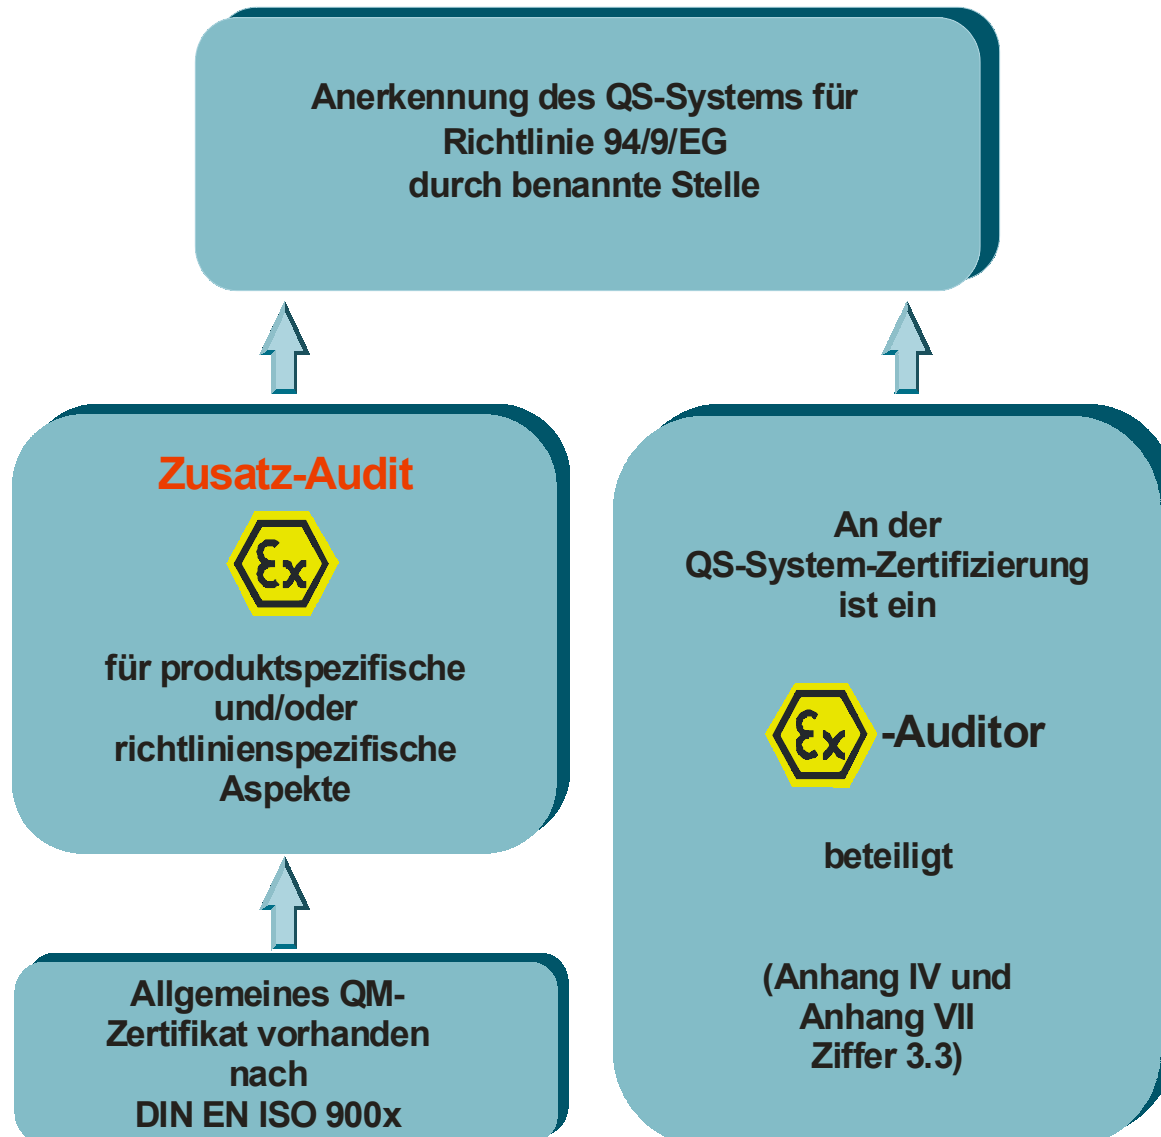 Anerkennung des QS-Systems für
Richtlinie 94/9/EG
durch benannte Stelle
Zusatz-Audit
Ex
für produktspezifische
und/oder
richtlinienspezifische
Aspekte
Allgemeines QM-
Zertifikat vorhanden
nach
DIN EN ISO 900x
An der
QS-System-Zertifizierung
ist ein
Ex-Auditor
beteiligt
(Anhang IV und
Anhang VII
Ziffer 3.3)